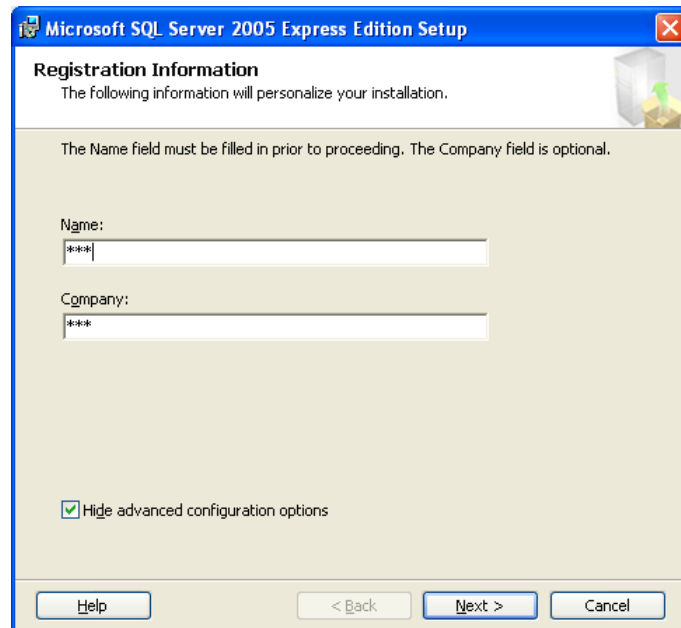 Microsoft SQL Server 2005 Express Edition Setup
Registration Information
The following information will personalize your installation.
The Name field must be filled in prior to proceeding. The Company field is optional.
Name:
***
Company:
***
Hide advanced configuration options
Help
< Back
Next >
Cancel